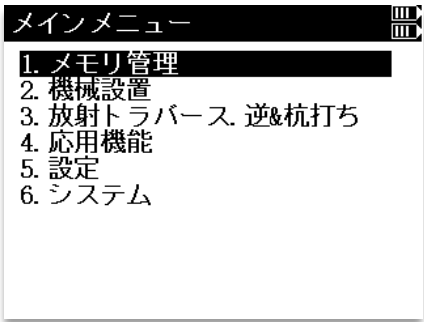 メインメニュー
1. メモリ管理
2. 機械設置
3. 放射トラバース. 逆&杭打ち
4. 応用機能
5. 設定
6. システム